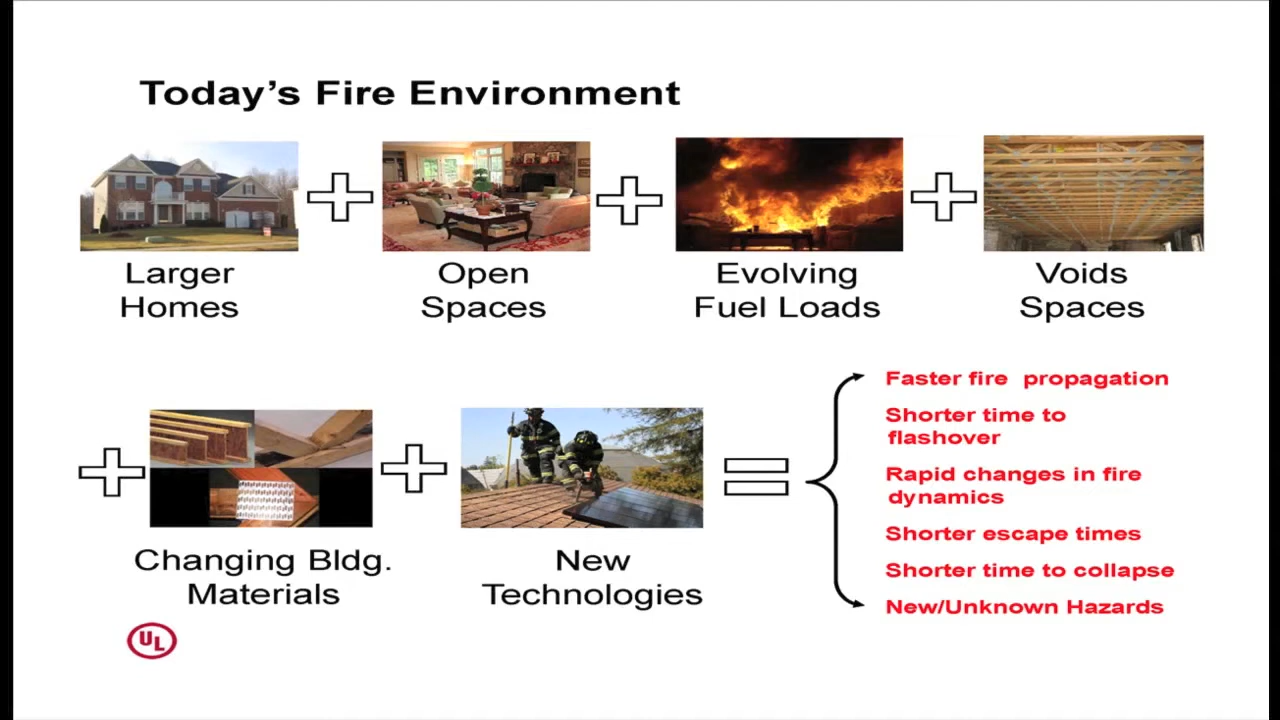 Today's Fire Environment
Larger
Homes
Open
Spaces
Evolving
Fuel Loads
Voids
Spaces
Changing Bldg.
Materials
New
Technologies
Faster fire propagation
Shorter time to
flashover
Rapid changes in fire
dynamics
Shorter escape times
Shorter time to collapse
New/Unknown Hazards
UL